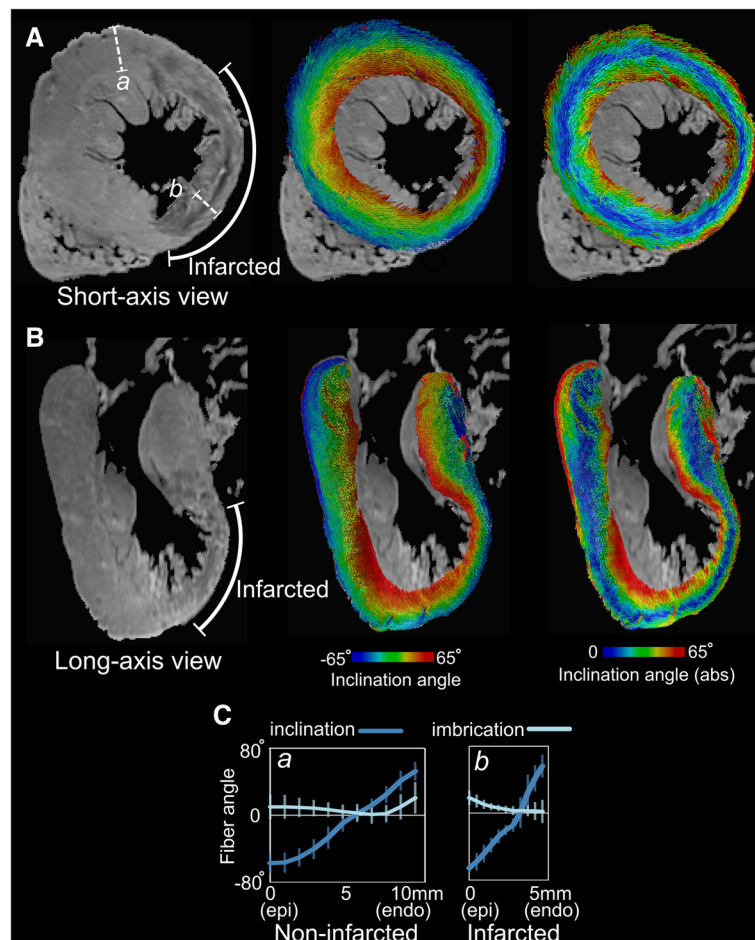 A
a
b
Infarcted
Short-axis view
B
Infarcted
Long-axis view
-65° 65°
Inclination angle
0 65°
Inclination angle (abs)
C
inclination imbrication
80°
a b
Fiber angle
0
-80°
0 5 10mm 0 5mm
(epi) (endo) (epi) (endo)
Non-infarcted Infarcted